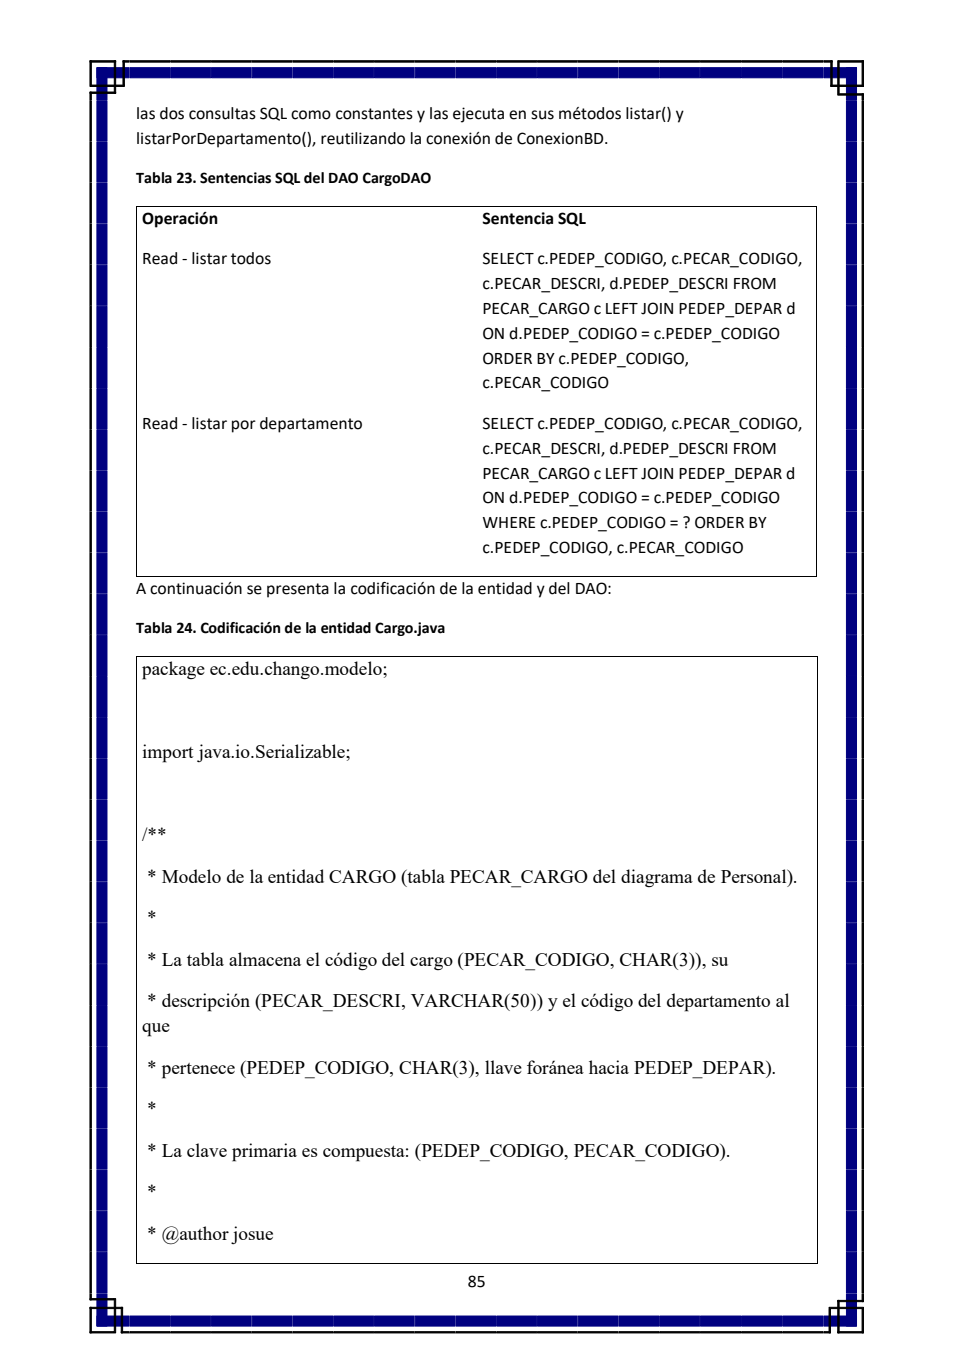 las dos consultas SQL como constantes y las ejecuta en sus métodos listar() y
listarPorDepartamento(), reutilizando la conexión de ConexionBD.
Tabla 23. Sentencias SQL del DAO CargoDAO
Operación
Sentencia SQL
Read - listar todos
SELECT c.PEDEP_CODIGO, c.PECAR_CODIGO,
c.PECAR_DESCRI, d.PEDEP_DESCRI FROM
PECAR_CARGO c LEFT JOIN PEDEP_DEPAR d
ON d.PEDEP_CODIGO = c.PEDEP_CODIGO
ORDER BY c.PEDEP_CODIGO,
c.PECAR_CODIGO
Read - listar por departamento
SELECT c.PEDEP_CODIGO, c.PECAR_CODIGO,
c.PECAR_DESCRI, d.PEDEP_DESCRI FROM
PECAR_CARGO c LEFT JOIN PEDEP_DEPAR d
ON d.PEDEP_CODIGO = c.PEDEP_CODIGO
WHERE c.PEDEP_CODIGO = ? ORDER BY
c.PEDEP_CODIGO, c.PECAR_CODIGO
A continuación se presenta la codificación de la entidad y del DAO:
Tabla 24. Codificación de la entidad Cargo.java
package ec.edu.chango.modelo;
import java.io.Serializable;
/**
* Modelo de la entidad CARGO (tabla PECAR_CARGO del diagrama de Personal).
*
* La tabla almacena el código del cargo (PECAR_CODIGO, CHAR(3)), su
* descripción (PECAR_DESCRI, VARCHAR(50)) y el código del departamento al
que
* pertenece (PEDEP_CODIGO, CHAR(3), llave foránea hacia PEDEP_DEPAR).
*
* La clave primaria es compuesta: (PEDEP_CODIGO, PECAR_CODIGO).
*
* @author josue
85